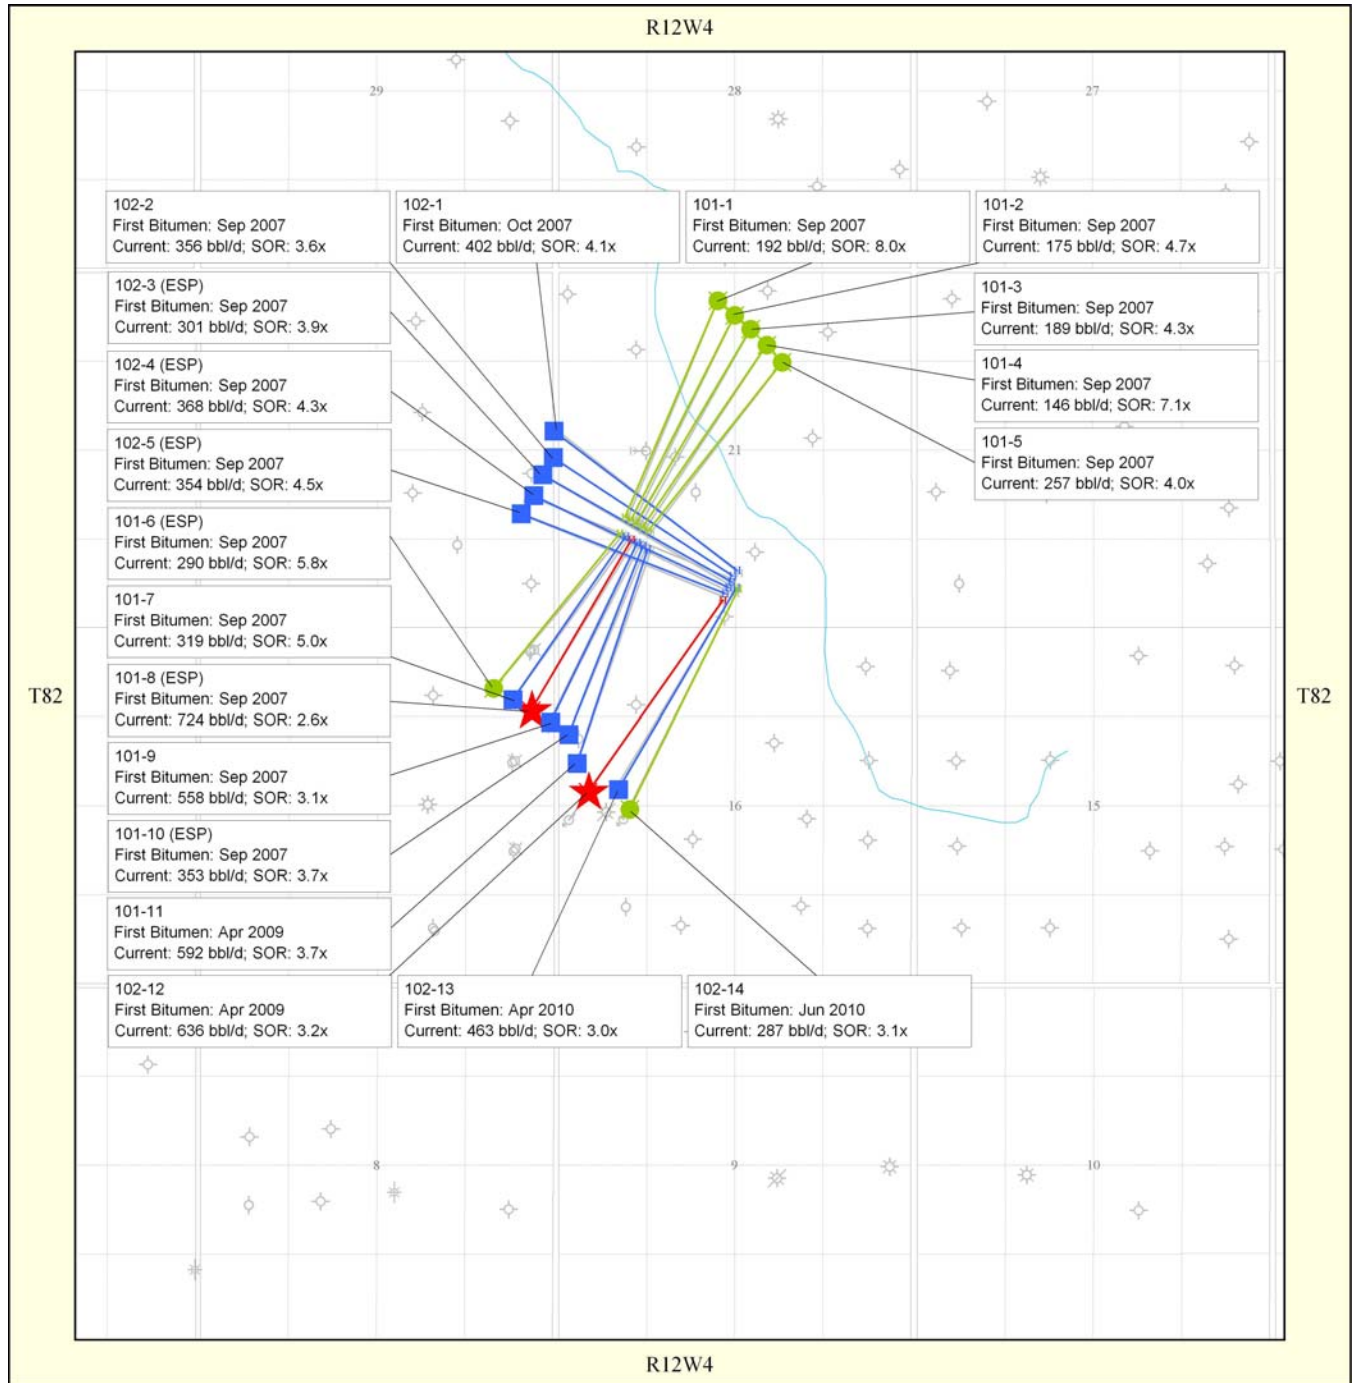 R12W4
29
28
27
102-2
First Bitumen: Sep 2007
Current: 356 bbl/d; SOR: 3.6x
102-1
First Bitumen: Oct 2007
Current: 402 bbl/d; SOR: 4.1x
101-1
First Bitumen: Sep 2007
Current: 192 bbl/d; SOR: 8.0x
101-2
First Bitumen: Sep 2007
Current: 175 bbl/d; SOR: 4.7x
102-3 (ESP)
First Bitumen: Sep 2007
Current: 301 bbl/d; SOR: 3.9x
101-3
First Bitumen: Sep 2007
Current: 189 bbl/d; SOR: 4.3x
102-4 (ESP)
First Bitumen: Sep 2007
Current: 368 bbl/d; SOR: 4.3x
101-4
First Bitumen: Sep 2007
Current: 146 bbl/d; SOR: 7.1x
102-5 (ESP)
First Bitumen: Sep 2007
Current: 354 bbl/d; SOR: 4.5x
21
101-5
First Bitumen: Sep 2007
Current: 257 bbl/d; SOR: 4.0x
101-6 (ESP)
First Bitumen: Sep 2007
Current: 290 bbl/d; SOR: 5.8x
101-7
First Bitumen: Sep 2007
Current: 319 bbl/d; SOR: 5.0x
T82
T82
101-8 (ESP)
First Bitumen: Sep 2007
Current: 724 bbl/d; SOR: 2.6x
101-9
First Bitumen: Sep 2007
Current: 558 bbl/d; SOR: 3.1x
16
15
101-10 (ESP)
First Bitumen: Sep 2007
Current: 353 bbl/d; SOR: 3.7x
101-11
First Bitumen: Apr 2009
Current: 592 bbl/d; SOR: 3.7x
102-12
First Bitumen: Apr 2009
Current: 636 bbl/d; SOR: 3.2x
102-13
First Bitumen: Apr 2010
Current: 463 bbl/d; SOR: 3.0x
102-14
First Bitumen: Jun 2010
Current: 287 bbl/d; SOR: 3.1x
8
9
10
R12W4